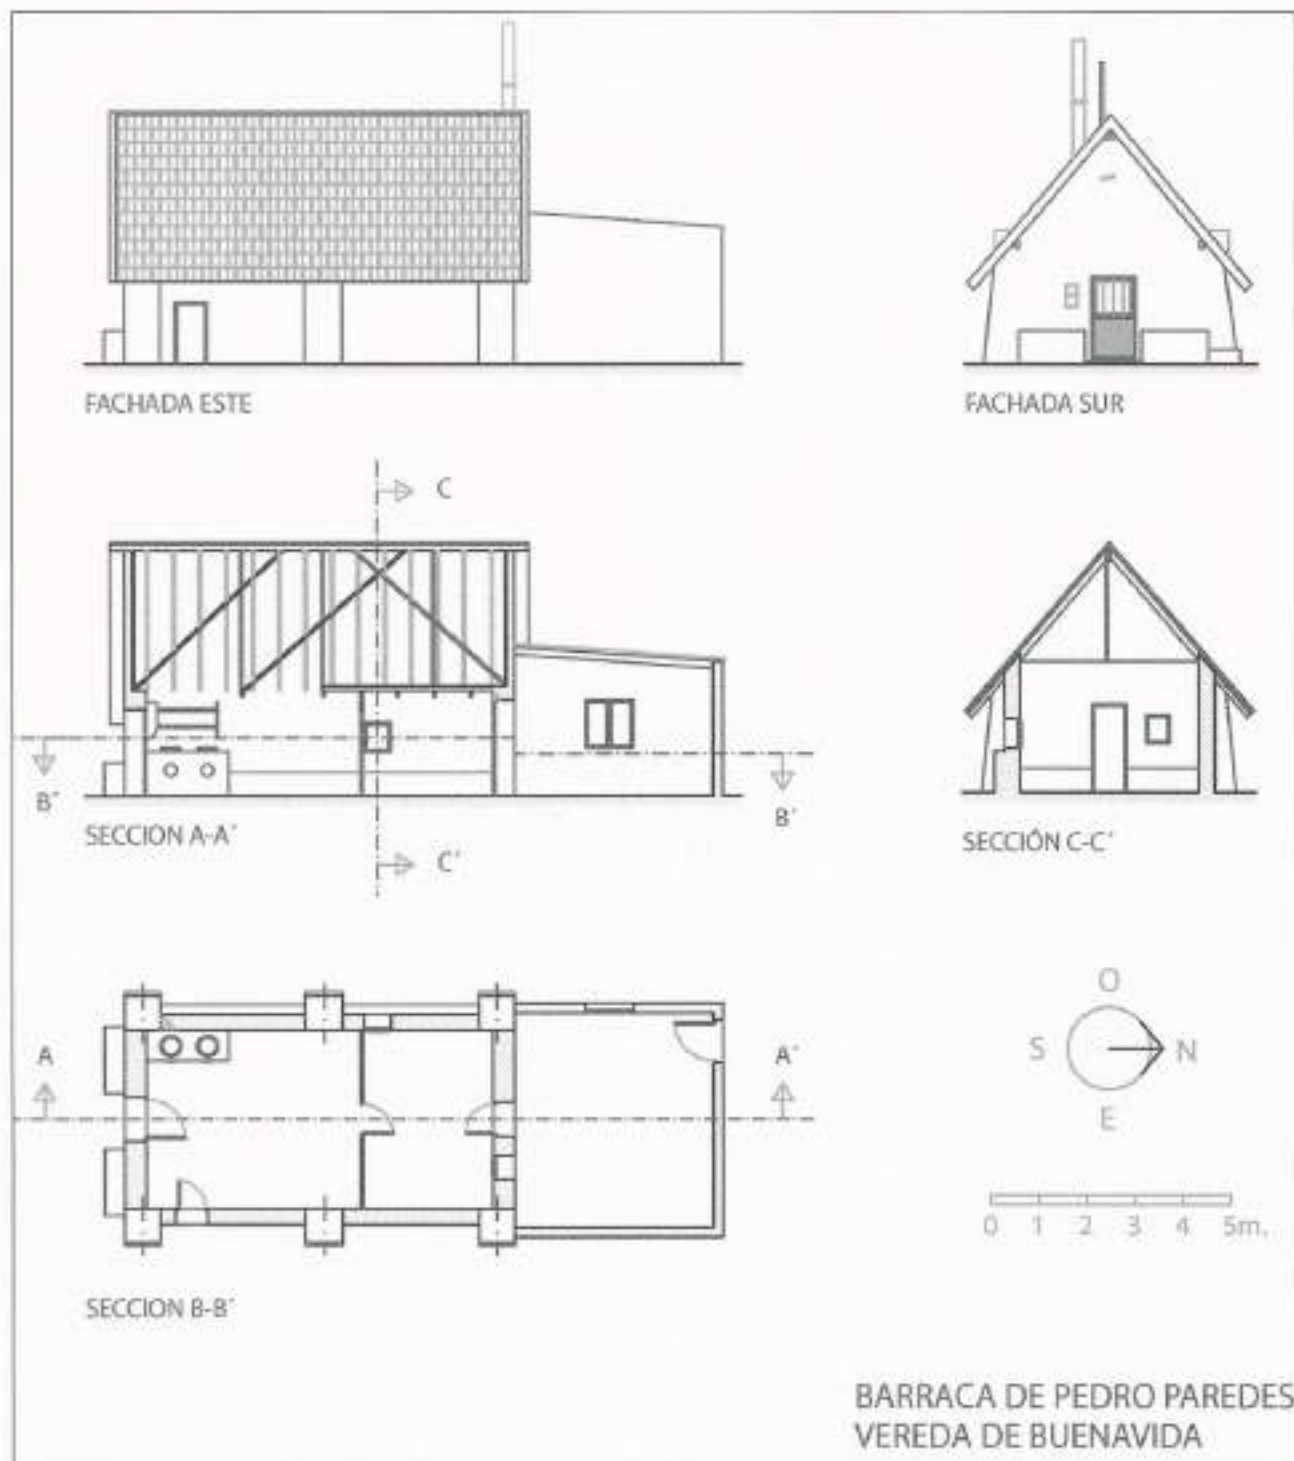 FACHADA ESTE
FACHADA SUR
C
B´
B´
SECCION A-A´
C´
SECCIÓN C-C´
A
A´
O
S
N
E
0 1 2 3 4 5m.
SECCION B-B´
BARRACA DE PEDRO PAREDES
VEREDA DE BUENAVIDA